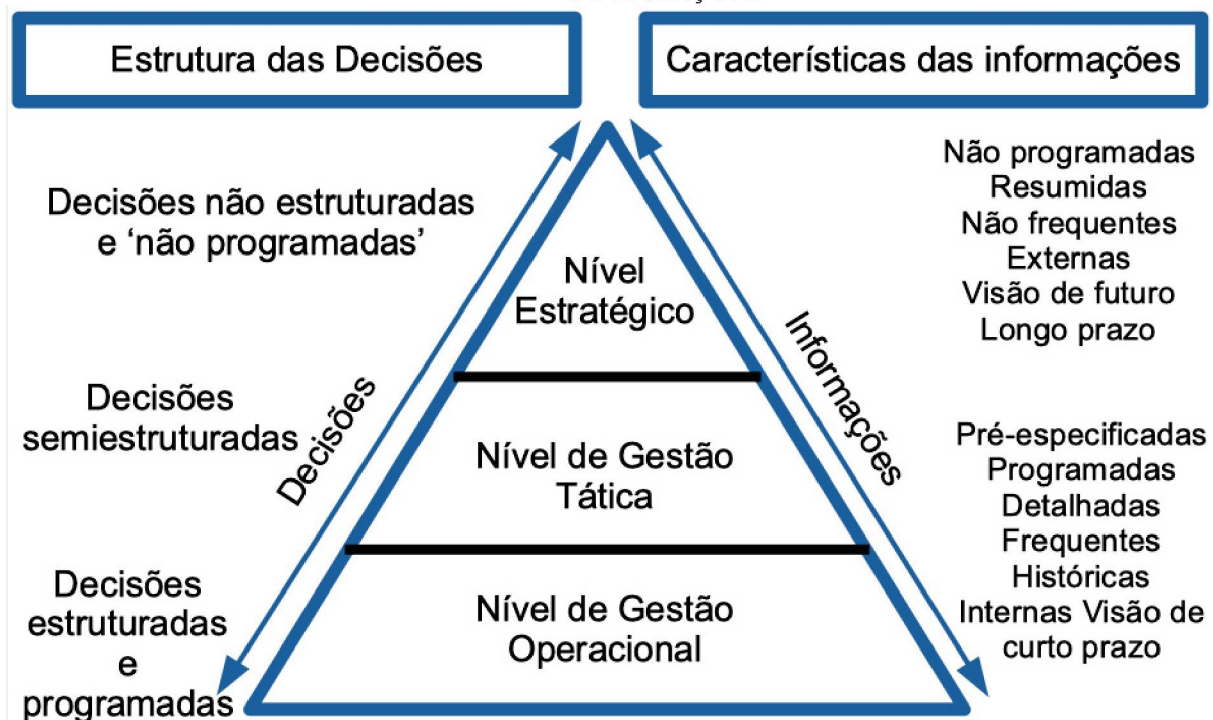 Estrutura das Decisões
Características das informações
Decisões não estruturadas
e ‘não programadas’
Decisões
semiestruturadas
Decisões
estruturadas
e
programadas
Decisões
Nível
Estratégico
Nível de Gestão
Tática
Nível de Gestão
Operacional
Informações
Não programadas
Resumidas
Não frequentes
Externas
Visão de futuro
Longo prazo
Pré-especificadas
Programadas
Detalhadas
Frequentes
Históricas
Internas Visão de
curto prazo